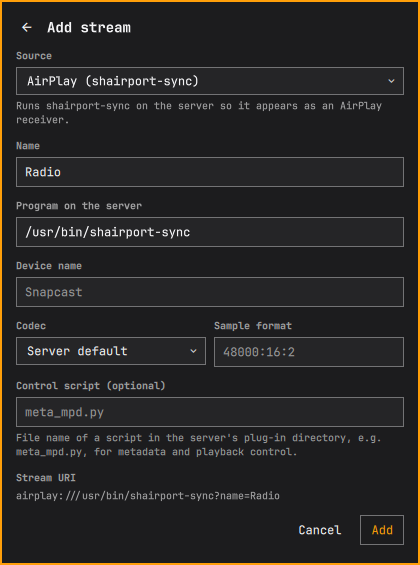 ← Add stream
Source
AirPlay (shairport-sync)
Runs shairport-sync on the server so it appears as an AirPlay
receiver.
Name
Radio
Program on the server
/usr/bin/shairport-sync
Device name
Snapcast
Codec
Sample format
Server default
48000:16:2
Control script (optional)
meta_mpd.py
File name of a script in the server's plug-in directory, e.g.
meta_mpd.py, for metadata and playback control.
Stream URI
airplay:///usr/bin/shairport-sync?name=Radio
Cancel
Add